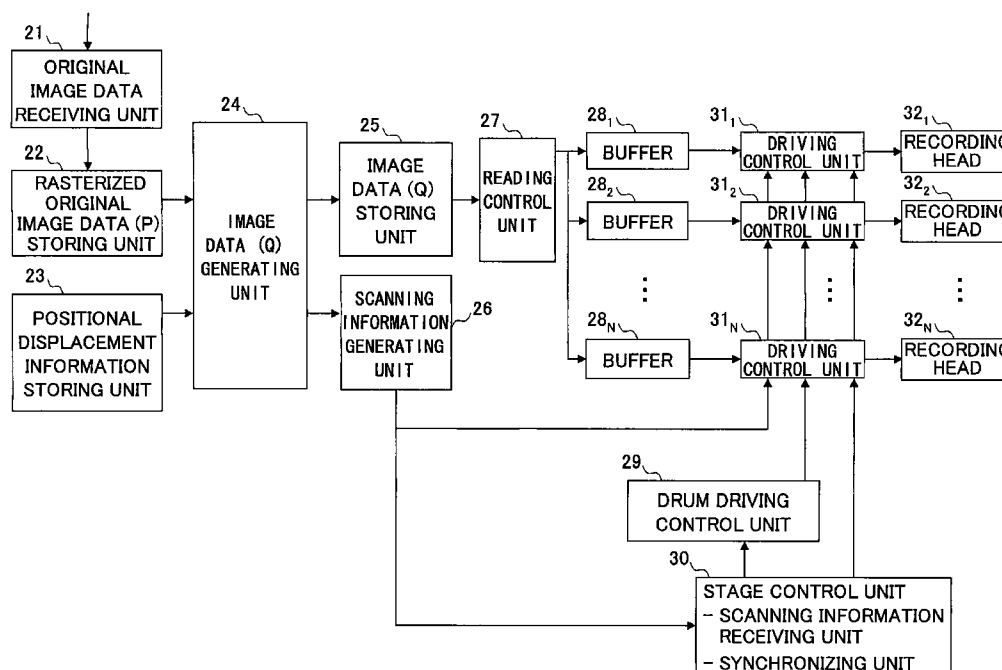 21
ORIGINAL
IMAGE DATA
RECEIVING UNIT
22
RASTERIZED
ORIGINAL
IMAGE DATA (P)
STORING UNIT
23
POSITIONAL
DISPLACEMENT
INFORMATION
STORING UNIT
24
IMAGE
DATA (Q)
GENERATING
UNIT
25
IMAGE
DATA (Q)
STORING
UNIT
26
SCANNING
INFORMATION
GENERATING
UNIT
27
READING
CONTROL
UNIT
28₁
BUFFER
28₂
BUFFER
⋮
28N
BUFFER
31₁
DRIVING
CONTROL UNIT
31₂
DRIVING
CONTROL UNIT
⋮
31N
DRIVING
CONTROL UNIT
32₁
RECORDING
HEAD
32₂
RECORDING
HEAD
⋮
32N
RECORDING
HEAD
29
DRUM DRIVING
CONTROL UNIT
30
STAGE CONTROL UNIT
– SCANNING INFORMATION
RECEIVING UNIT
– SYNCHRONIZING UNIT